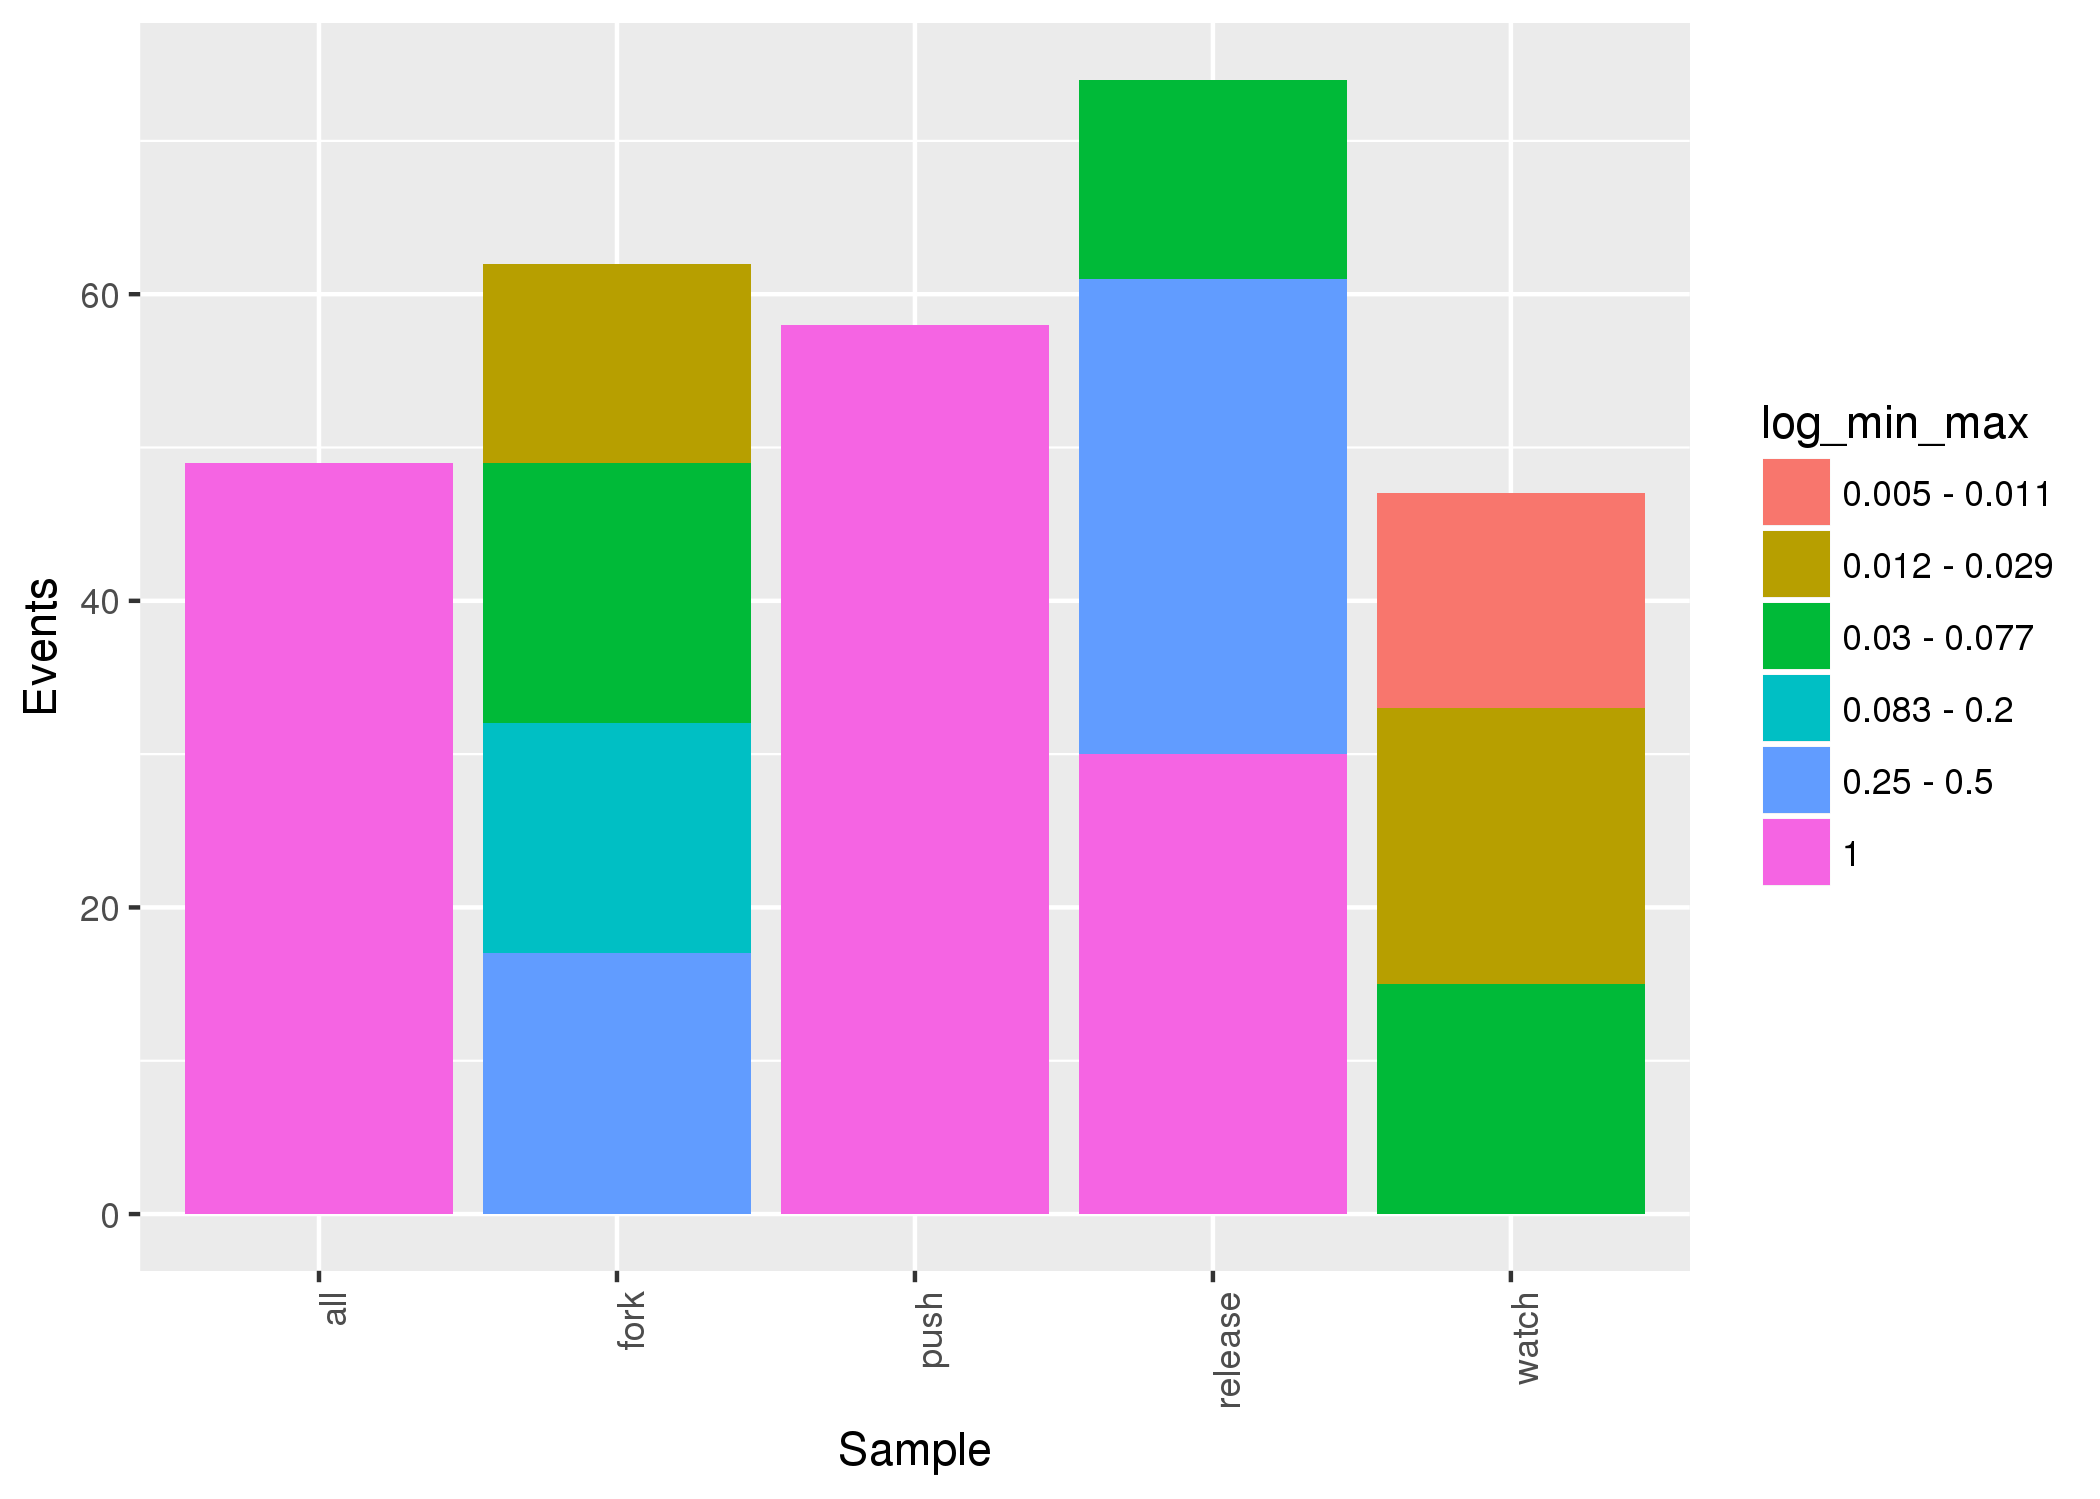 Events
60
40
20
0
all
fork
push
release
watch
Sample
log_min_max
0.005 - 0.011
0.012 - 0.029
0.03 - 0.077
0.083 - 0.2
0.25 - 0.5
1